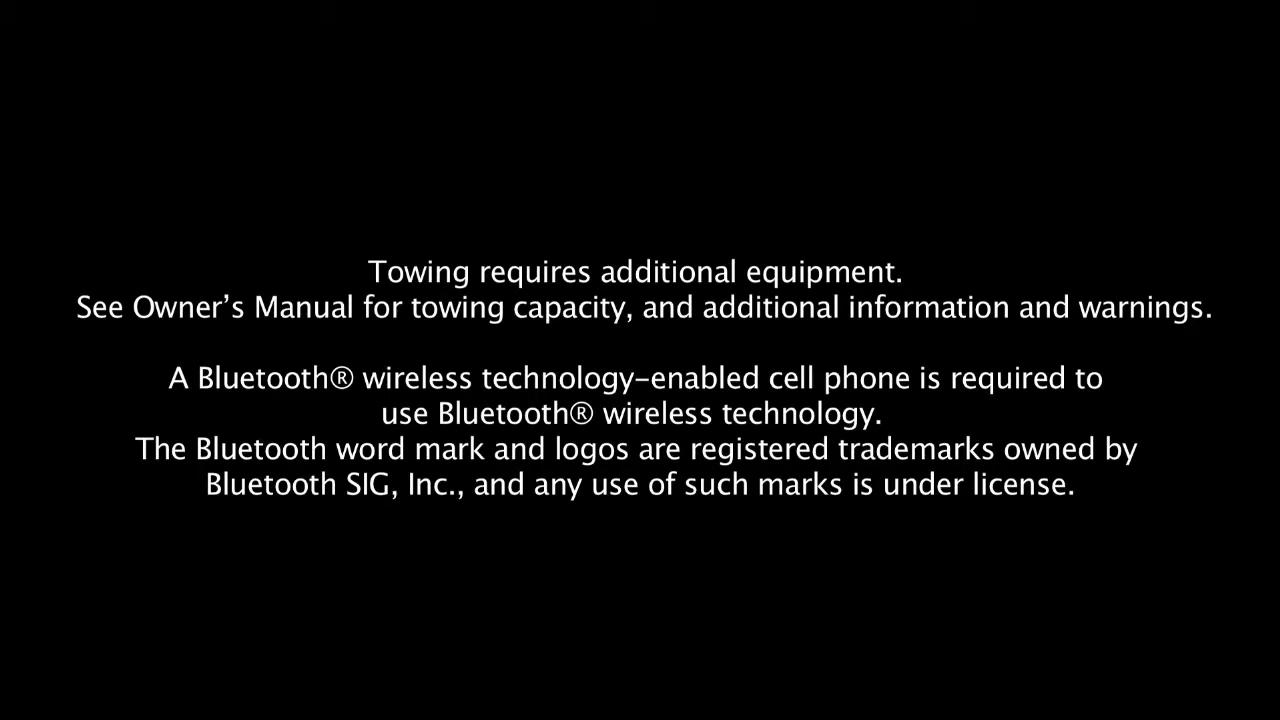 Towing requires additional equipment.
See Owner’s Manual for towing capacity, and additional information and warnings.
A Bluetooth® wireless technology–enabled cell phone is required to
use Bluetooth® wireless technology.
The Bluetooth word mark and logos are registered trademarks owned by
Bluetooth SIG, Inc., and any use of such marks is under license.